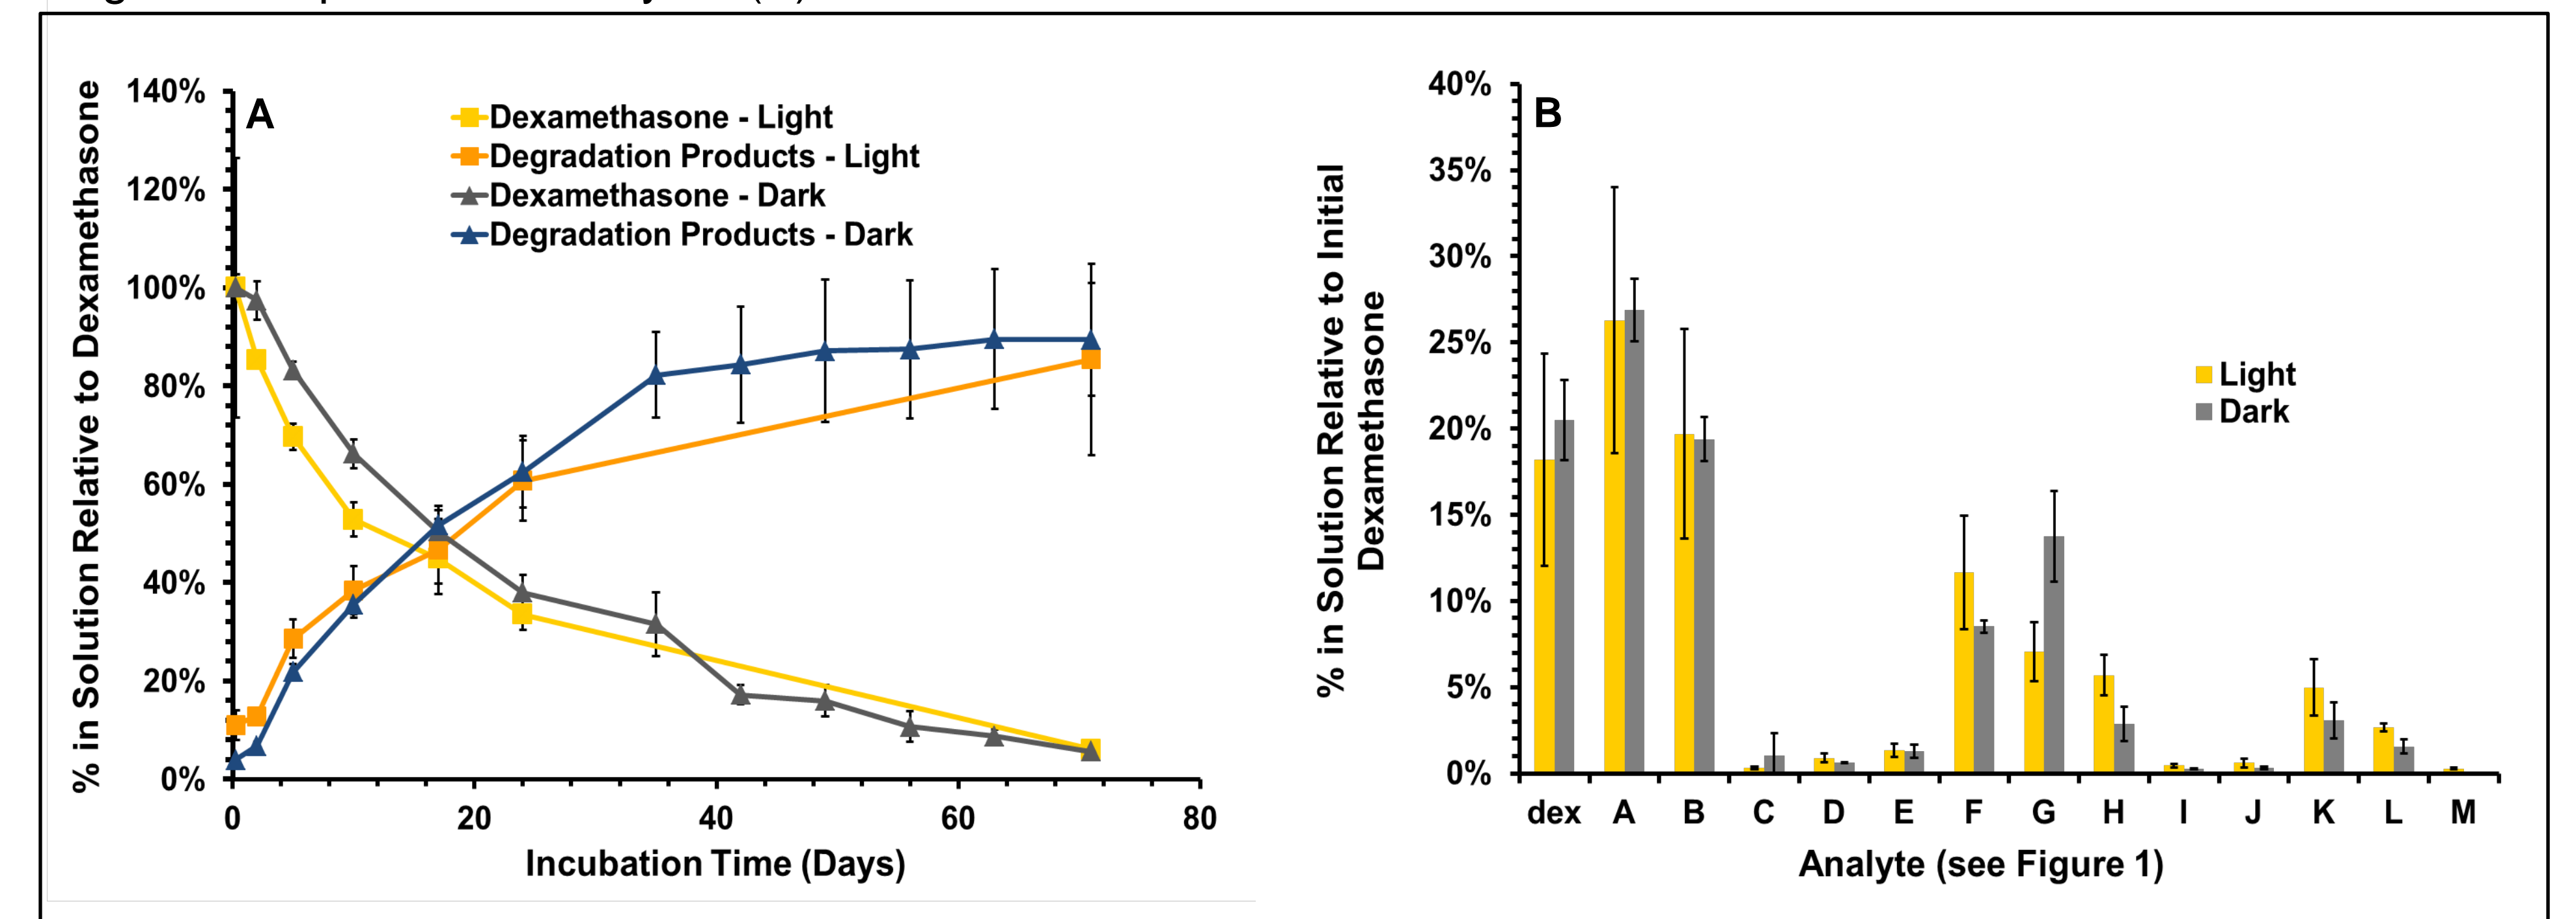 A
Dexamethasone - Light
Degradation Products - Light
Dexamethasone - Dark
Degradation Products - Dark
% in Solution Relative to Dexamethasone
140%
120%
100%
80%
60%
40%
20%
0%
0 20 40 60 80
Incubation Time (Days)
B
% in Solution Relative to Initial
Dexamethasone
40%
35%
30%
25%
20%
15%
10%
5%
0%
Light
Dark
dex A B C D E F G H I J K L M
Analyte (see Figure 1)